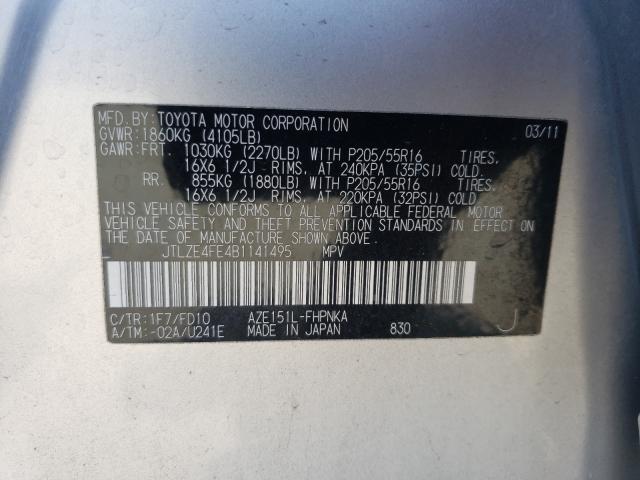 MFD.BY:TOYOTA MOTOR CORPORATION 03/11
GVWR:1860KG (4105LB)
GAWR:FRT. 1030KG (2270LB) WITH P205/55R16 TIRES.
16X6 1/2J RIMS. AT 240KPA (35PSI) COLD.
RR. 855KG (1880LB) WITH P205/55R16 TIRES.
16X6 1/2J RIMS. AT 220KPA (32PSI) COLD
THIS VEHICLE CONFORMS TO ALL APPLICABLE FEDERAL MOTOR
VEHICLE SAFETY AND THEFT PREVENTION STANDARDS IN EFFECT ON
THE DATE OF MANUFACTURE SHOWN ABOVE.
JTLZE4FE4B1141495 MPV
C/TR:1F7/FD10 AZE151L-FHPNKA
A/TM:-02A/U241E MADE IN JAPAN 830 J